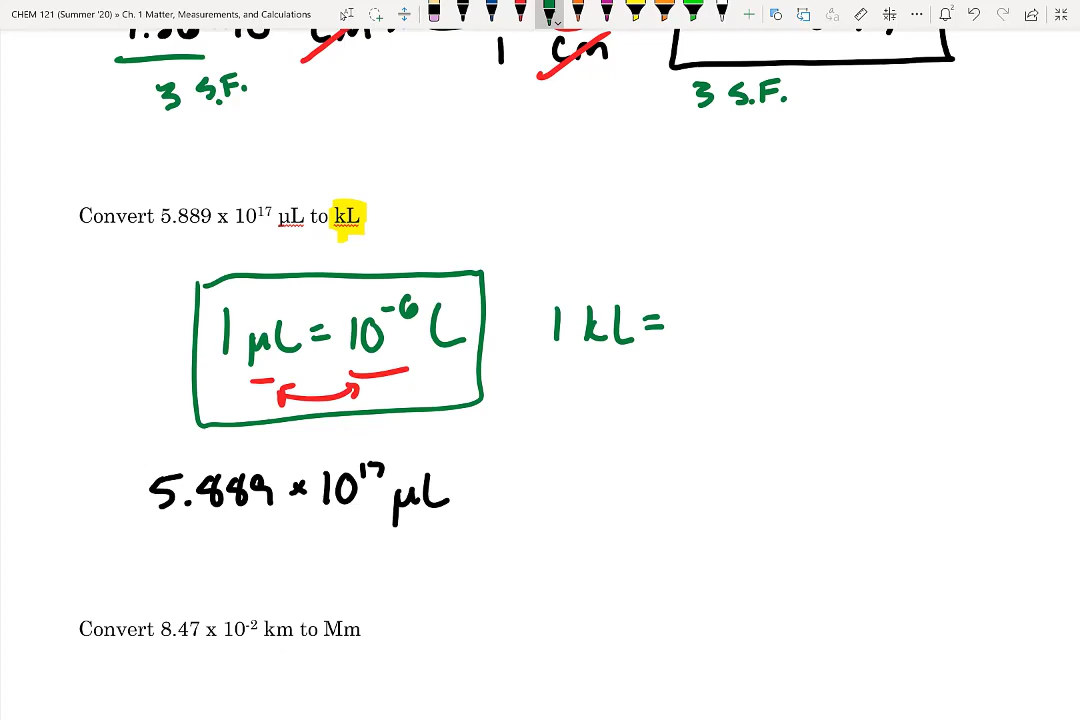 CHEM 121 (Summer '20) » Ch. 1 Matter, Measurements, and Calculations
1 cm
3 S.F. 3 S.F.
Convert 5.889 x 10¹⁷ µL to kL
1 µL = 10⁻⁶ L 1 kL =
5.889 × 10¹⁷ µL
Convert 8.47 x 10⁻² km to Mm